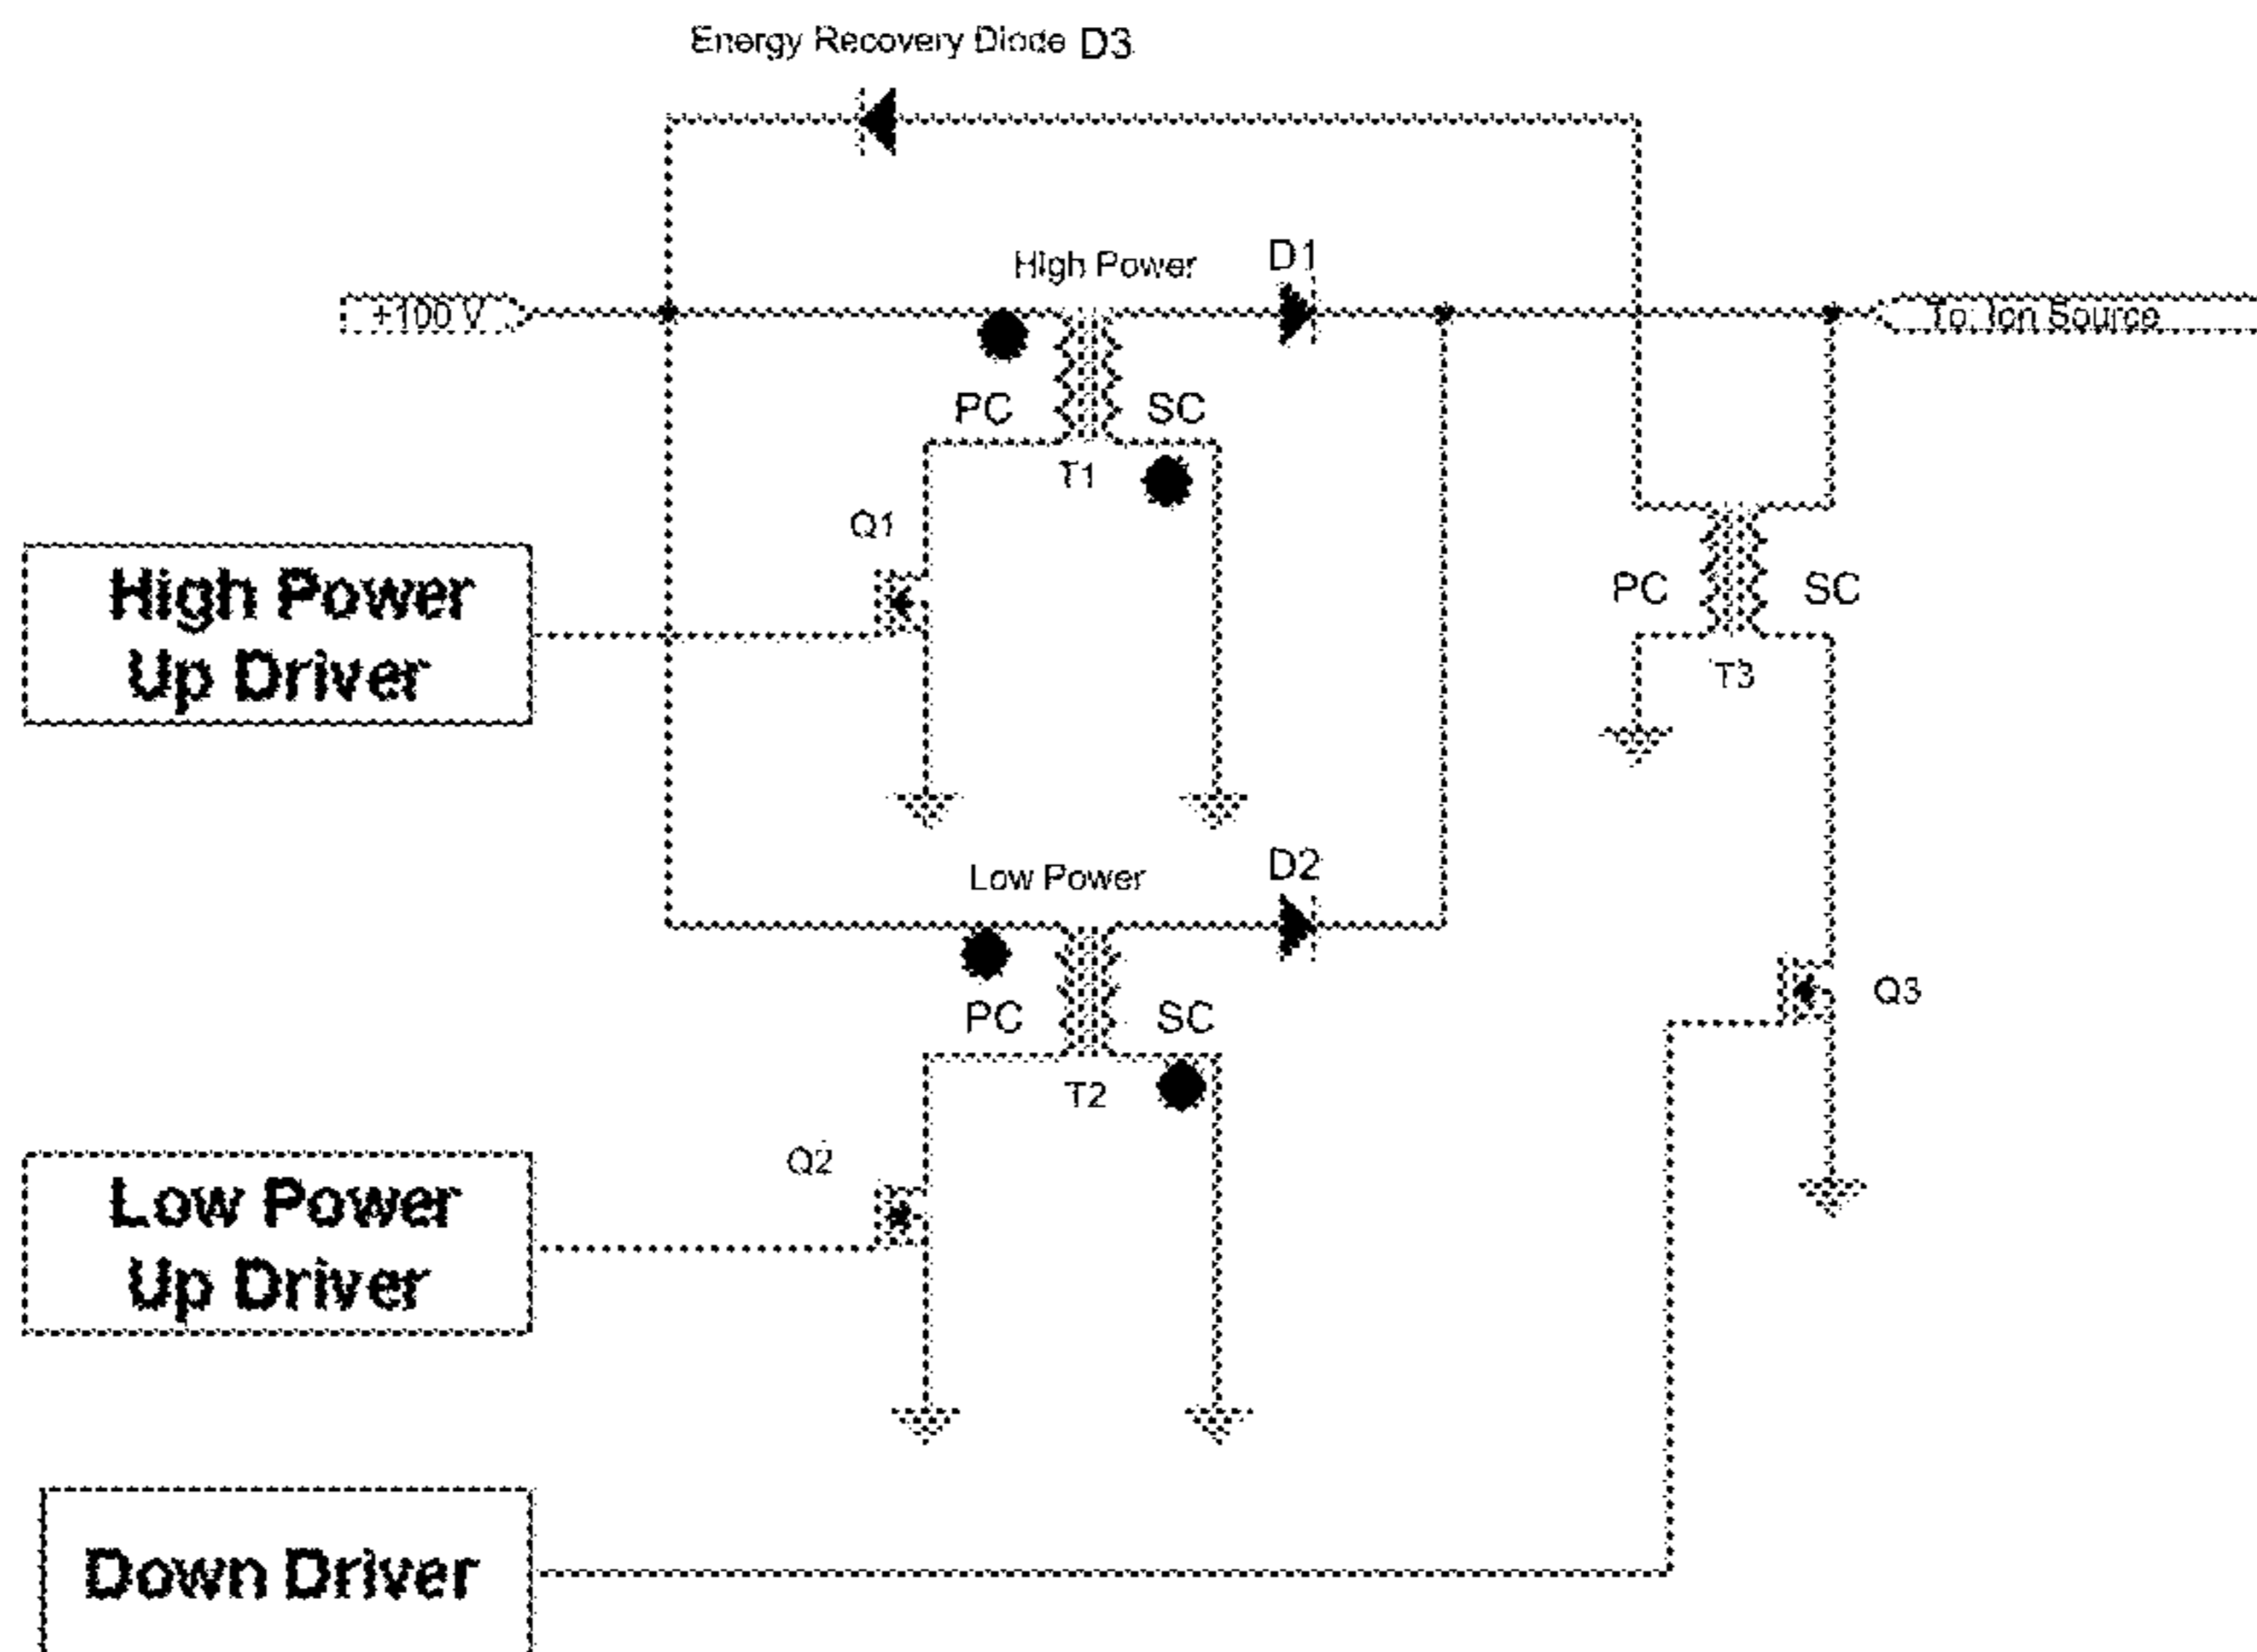 Energy Recovery Diode D3
High Power
D1
+100 V
To Ion Source
PC
SC
T1
Q1
High Power
Up Driver
PC
SC
T3
Low Power
D2
PC
SC
Q3
T2
Q2
Low Power
Up Driver
Down Driver